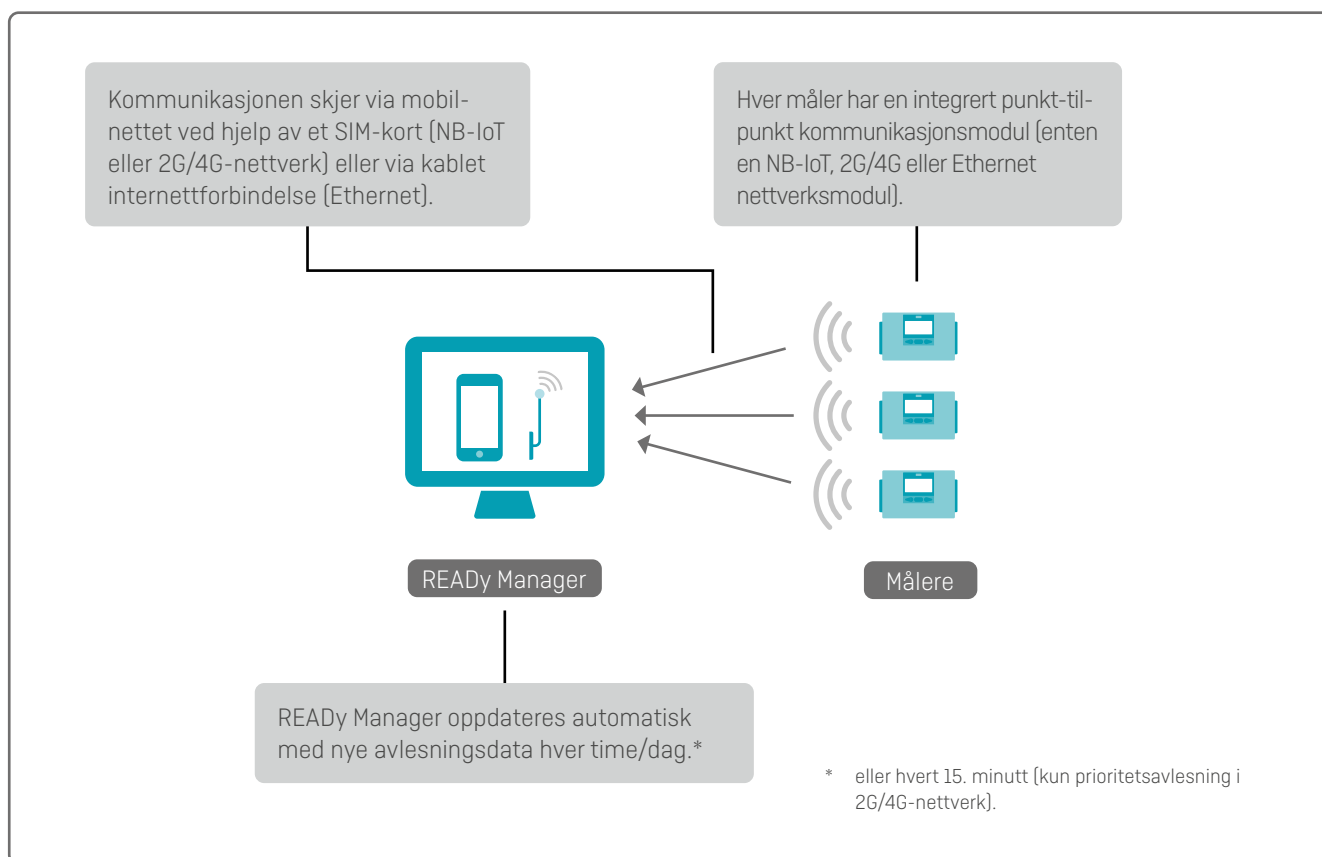 Kommunikasjonen skjer via mobil-
nettet ved hjelp av et SIM-kort (NB-IoT
eller 2G/4G-nettverk) eller via kablet
internettforbindelse (Ethernet).
Hver måler har en integrert punkt-til-
punkt kommunikasjonsmodul (enten
en NB-IoT, 2G/4G eller Ethernet
nettverksmodul).
READy Manager
Målere
READy Manager oppdateres automatisk
med nye avlesningsdata hver time/dag.*
* eller hvert 15. minutt (kun prioritetsavlesning i
2G/4G-nettverk).